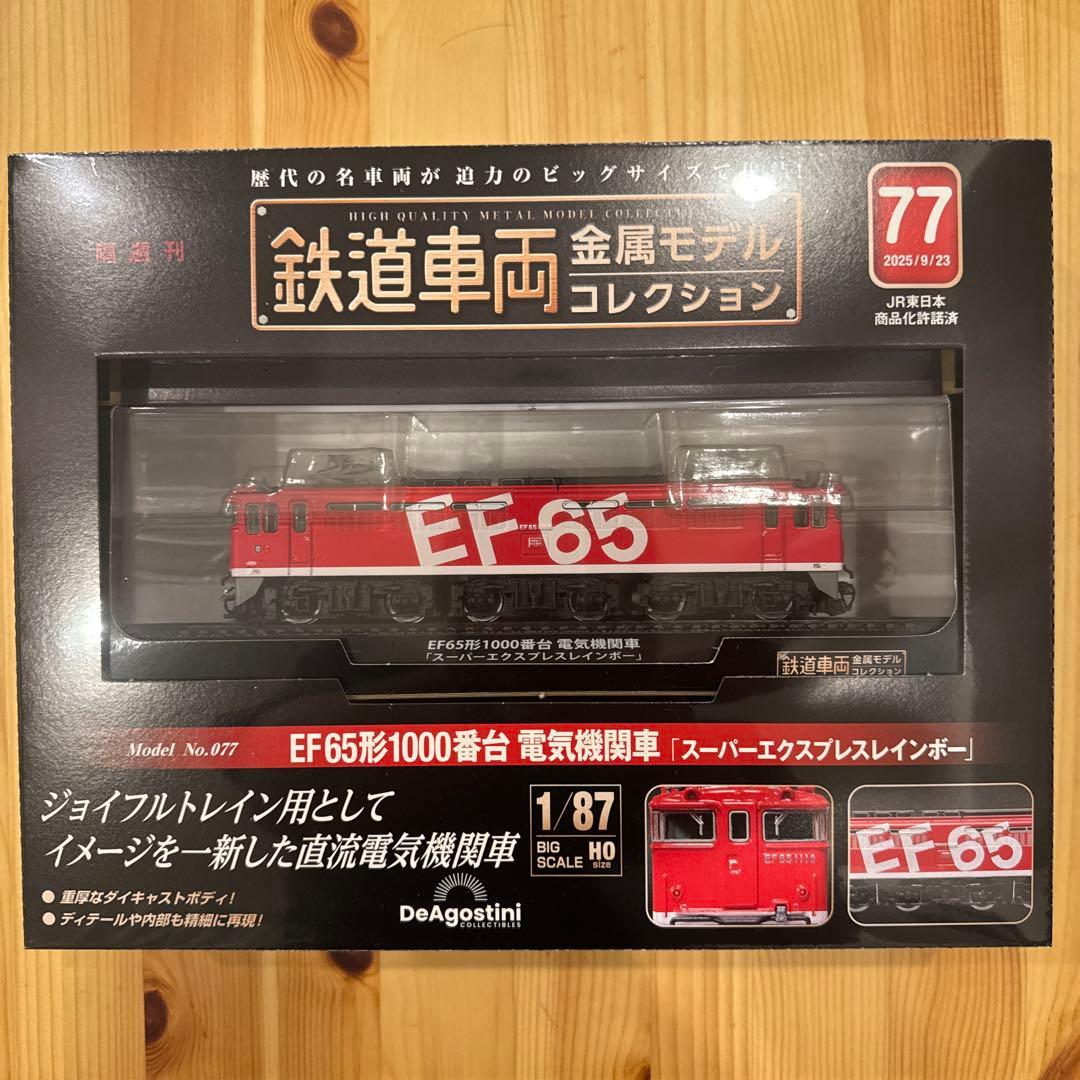 歴代の名車両が 迫力のビッグサイズで
HIGH QUALITY METAL MODEL COLLECTION
隔週刊
鉄道車両 金属モデル
コレクション
77
2025/9/23
JR東日本
商品化許諾済
EF65
EF65形1000番台 電気機関車
「スーパーエクスプレスレインボー」
鉄道車両 金属モデル
コレクション
Model No.077
EF65形1000番台 電気機関車「スーパーエクスプレスレインボー」
ジョイフルトレイン用として
イメージを一新した直流電気機関車
● 重厚なダイキャストボディ!
● ディテールや内部も精細に再現!
DeAgostini
COLLECTIBLES
1/87
BIG SCALE
HO size
EF 65 1118
EF65